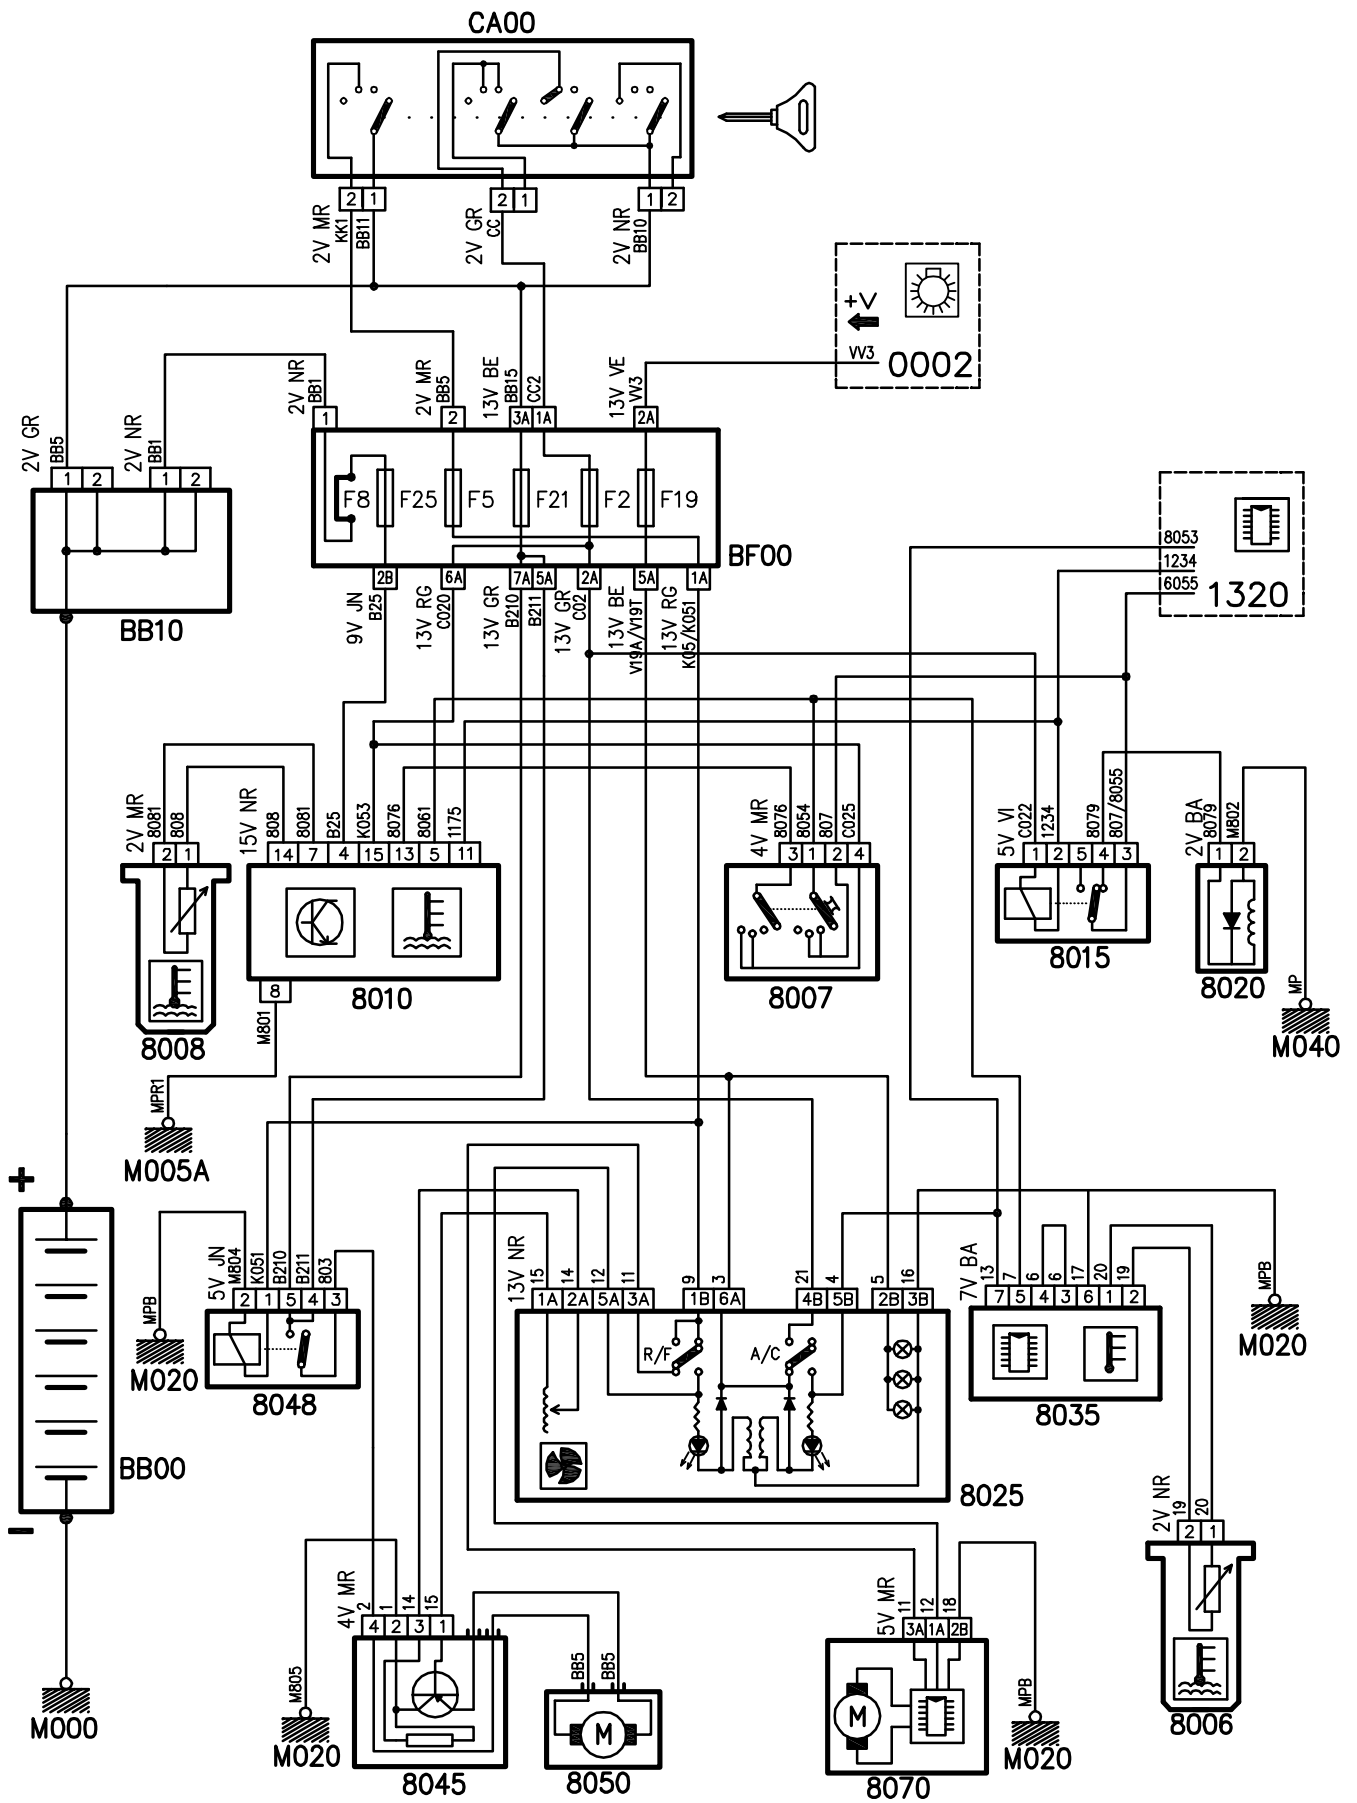 CA00
2 1
2 1
1 2
2V MR
KK1
BB11
2V GR
CC
2V NR
BB10
+V
VV3
0002
2V NR
BB1
2V MR
BB5
13V BE
BB15
CC2
13V VE
VV3
1
2
3A 1A
2A
2V GR
BB5
2V NR
BB1
1 2
1 2
F8 F25 F5 F21 F2 F19
BF00
BB10
2B
6A
7A 5A
2A
5A
1A
9V JN
B25
13V RG
C020
13V GR
B210
B211
13V GR
C02
13V BE
V19A/V19T
13V RG
K05/K051
8053
1234
6055
1320
2V MR
8081
808
2 1
15V NR
808
8081
B25
K053
8076
8061
1175
14 7 4 15 13 5 11
4V MR
8076
8054
807
C025
3 1 2 4
5V VI
C022
1234
8079
807/8055
1 2 5 4 3
2V BA
8079
M802
1 2
8008
8
8010
M801
8007
8015
8020
MP
M040
MPR1
M005A
+
MPB
M020
5V JN
M804
K051
B210
B211
803
2 1 5 4 3
8048
13V NR
15
14
12
11
9
3
21
4
5
16
1A 2A 5A 3A
1B 6A
4B 5B
2B 3B
R/F
A/C
8025
7V BA
13
7
6
6
17
20
19
7 5 4 3 6 1 2
8035
MPB
M020
BB00
-
M000
2V NR
19
20
2 1
8006
4V MR
2
1
14
15
4 2 3 1
M805
M020
8045
BB5
BB5
M
8050
5V MR
11
12
18
3A 1A 2B
M
8070
MPB
M020